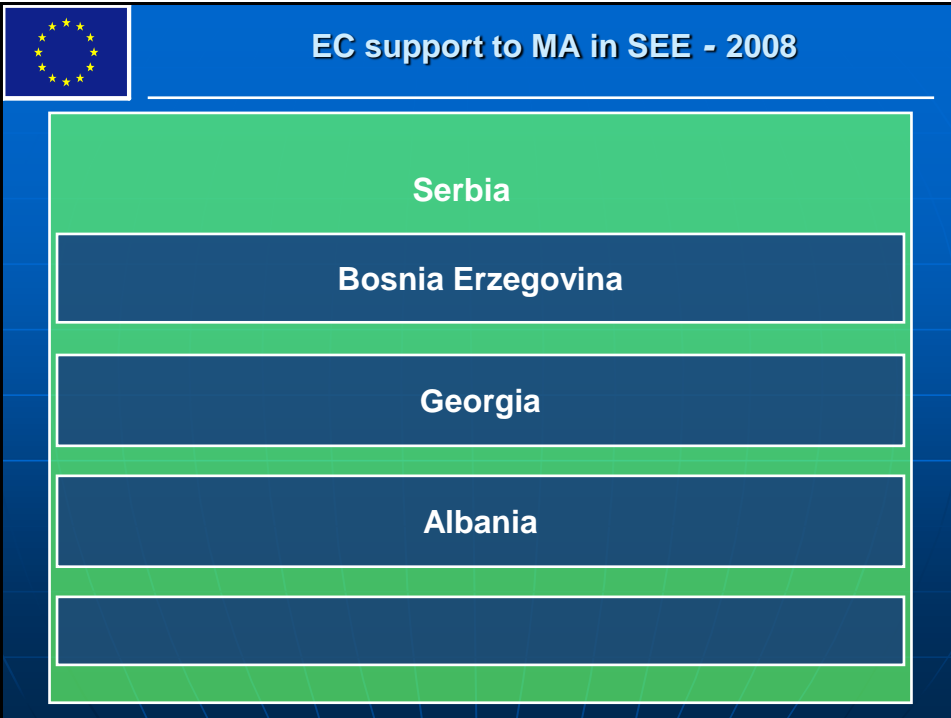 EC support to MA in SEE - 2008
Serbia
Bosnia Erzegovina
Georgia
Albania